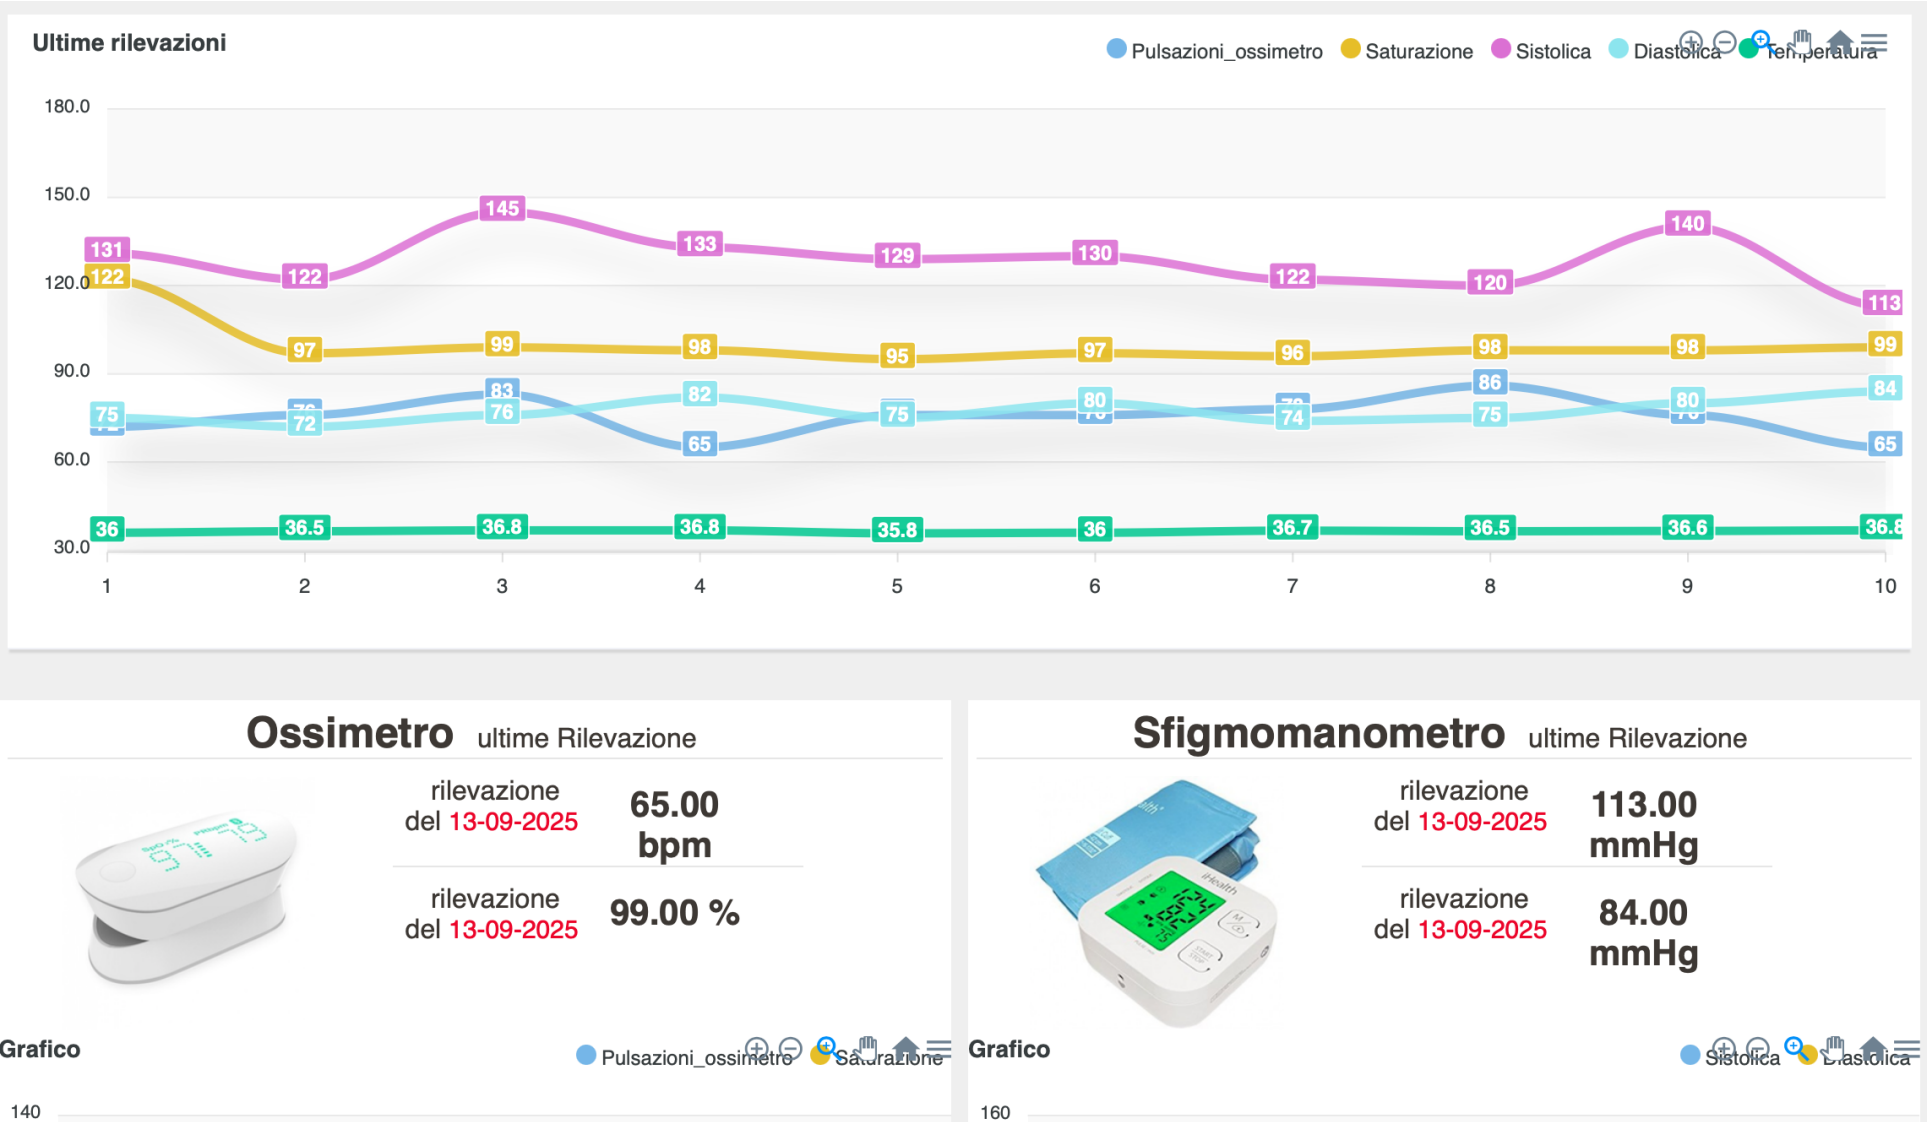 Ultime rilevazioni
Pulsazioni_ossimetro Saturazione Sistolica Diastolica Temperatura
180.0
150.0
120.0
90.0
60.0
30.0
131 122 145 133 129 130 122 120 140 113
122 97 99 98 95 97 96 98 98 99
83 65 86 65
75 72 76 82 75 80 74 75 80 84
36 36.5 36.8 36.8 35.8 36 36.7 36.5 36.6 36.8
1 2 3 4 5 6 7 8 9 10
Ossimetro ultime Rilevazione
rilevazione
del 13-09-2025
65.00
bpm
rilevazione
del 13-09-2025
99.00 %
Grafico
Pulsazioni_ossimetro Saturazione
140
Sfigmomanometro ultime Rilevazione
iHealth
M
START
STOP
rilevazione
del 13-09-2025
113.00
mmHg
rilevazione
del 13-09-2025
84.00
mmHg
Grafico
Sistolica Diastolica
160